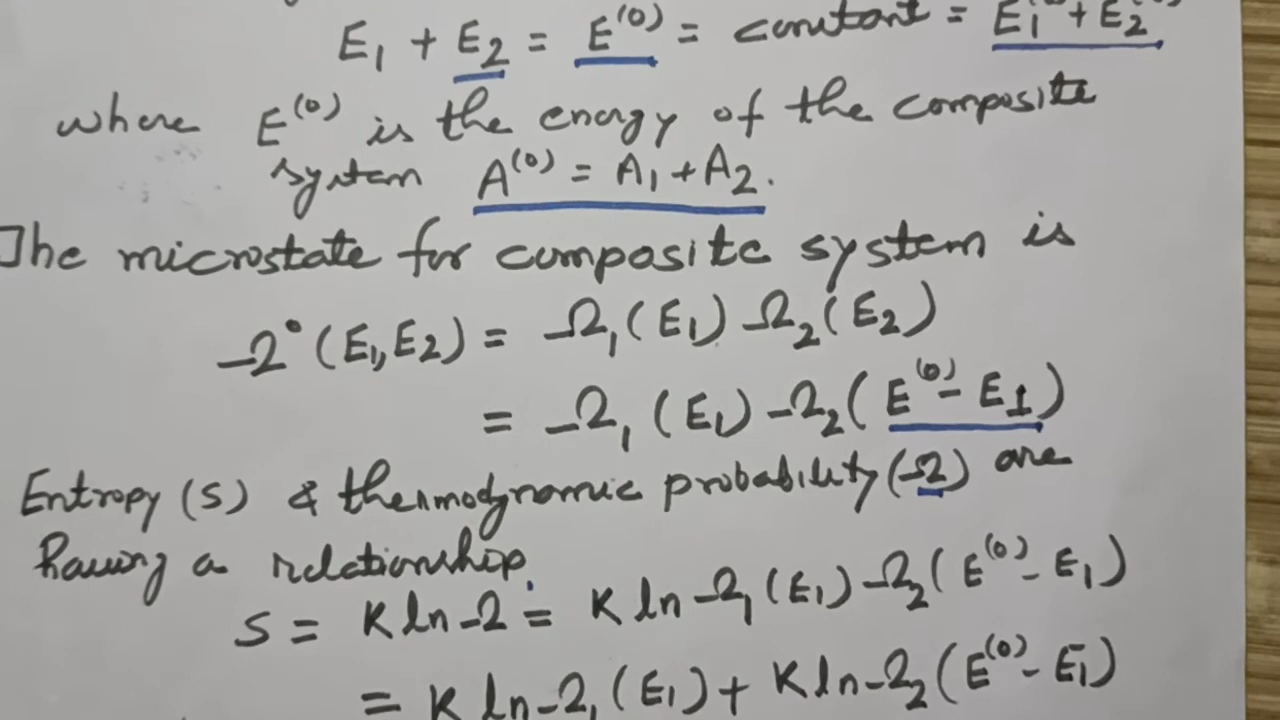 E₁ + E₂ = E⁽⁰⁾ = constant = E₁ + E₂
where E⁽⁰⁾ is the energy of the composite
system A⁽⁰⁾ = A₁ + A₂.
The microstate for composite system is
Ω°(E₁, E₂) = Ω₁(E₁) Ω₂(E₂)
= Ω₁(E₁) Ω₂(E⁽⁰⁾ - E₁)
Entropy (S) & thermodynamic probability (Ω) are
having a relationship
S = K ln Ω° = K ln Ω₁(E₁) Ω₂(E⁽⁰⁾ - E₁)
= K ln Ω₁(E₁) + K ln Ω₂(E⁽⁰⁾ - E₁)